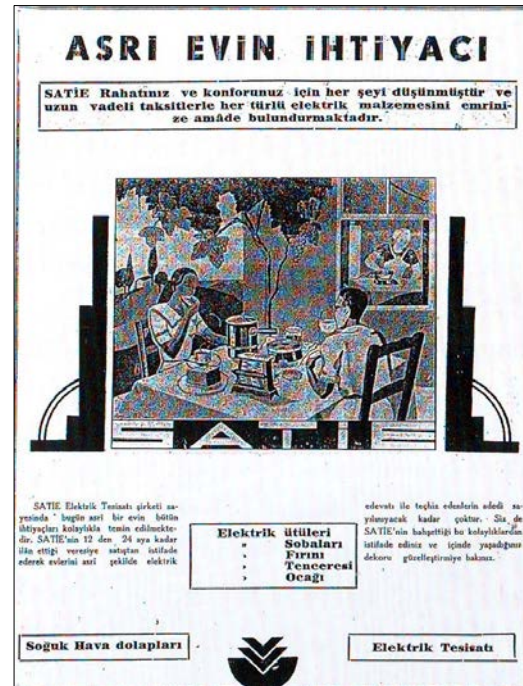 ASRİ EVİN İHTİYACI
SATİE Rahatınız ve konforunuz için her şeyi düşünmüştür ve
uzun vadeli taksitlerle her türlü elektrik malzemesini emrini-
ze amâde bulundurmaktadır.
SATİE
SATİE Elektrik Tesisatı şirketi sa-
yesinde bugün asri bir evin bütün
ihtiyaçları kolaylıkla temin edilmekte-
dir. SATİE'nin 12 den 24 aya kadar
ilân ettiği veresiye satıştan istifade
ederek evlerini asri şekilde elektrik
Elektrik ütüleri
» Sobaları
› Fırını
› Tenceresi
› Ocağı
edevatı ile teçhiz edenlerin adedi sa-
yılmıyacak kadar çoktur. Siz de
SATİE'nin bahşettiği bu kolaylıklardan
istifade ediniz ve içinde yaşadığınız
dekoru güzelleştirmiye bakınız.
Soğuk Hava dolapları
Elektrik Tesisatı